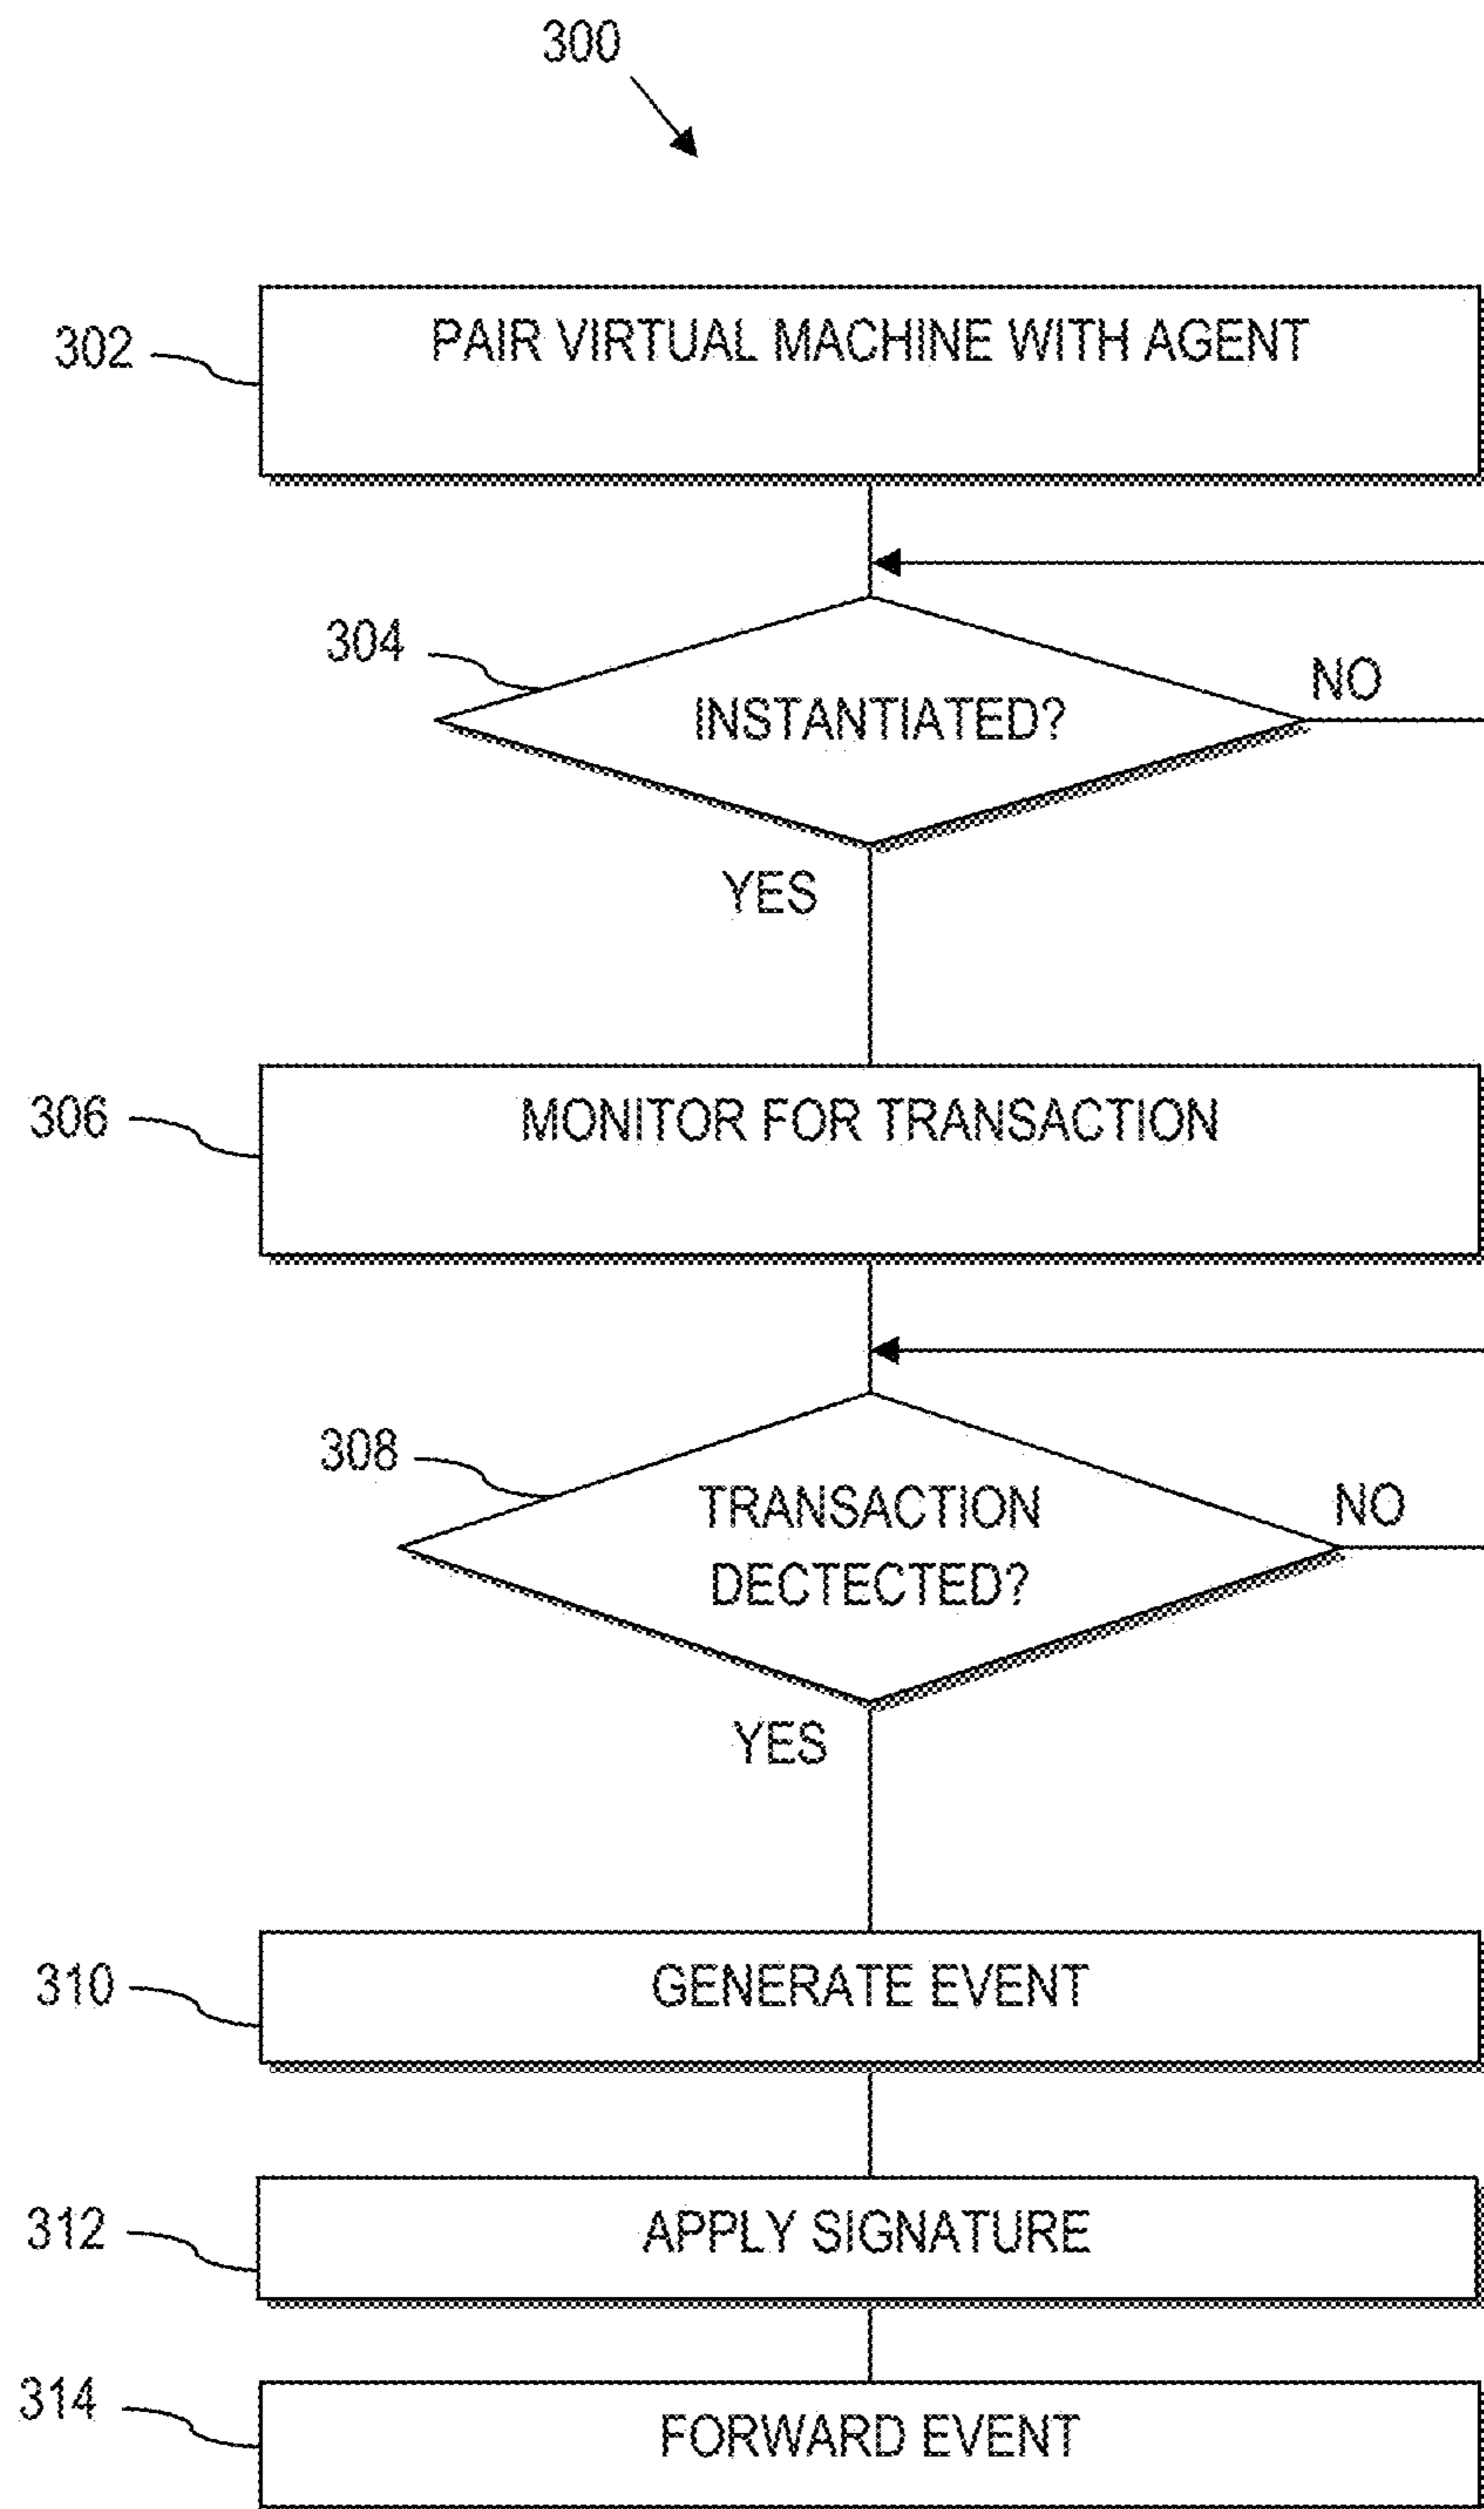 300
302
PAIR VIRTUAL MACHINE WITH AGENT
304
INSTANTIATED?
NO
YES
306
MONITOR FOR TRANSACTION
308
TRANSACTION
DECTECTED?
NO
YES
310
GENERATE EVENT
312
APPLY SIGNATURE
314
FORWARD EVENT